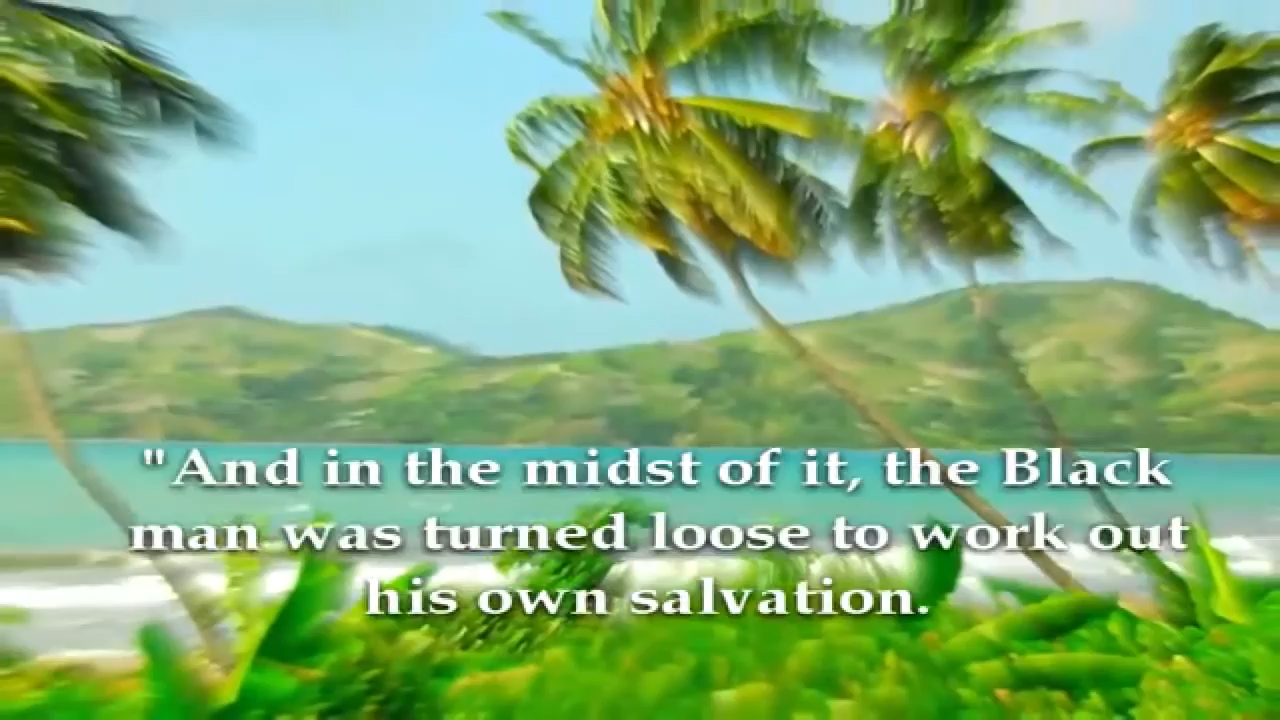 "And in the midst of it, the Black
man was turned loose to work out
his own salvation.